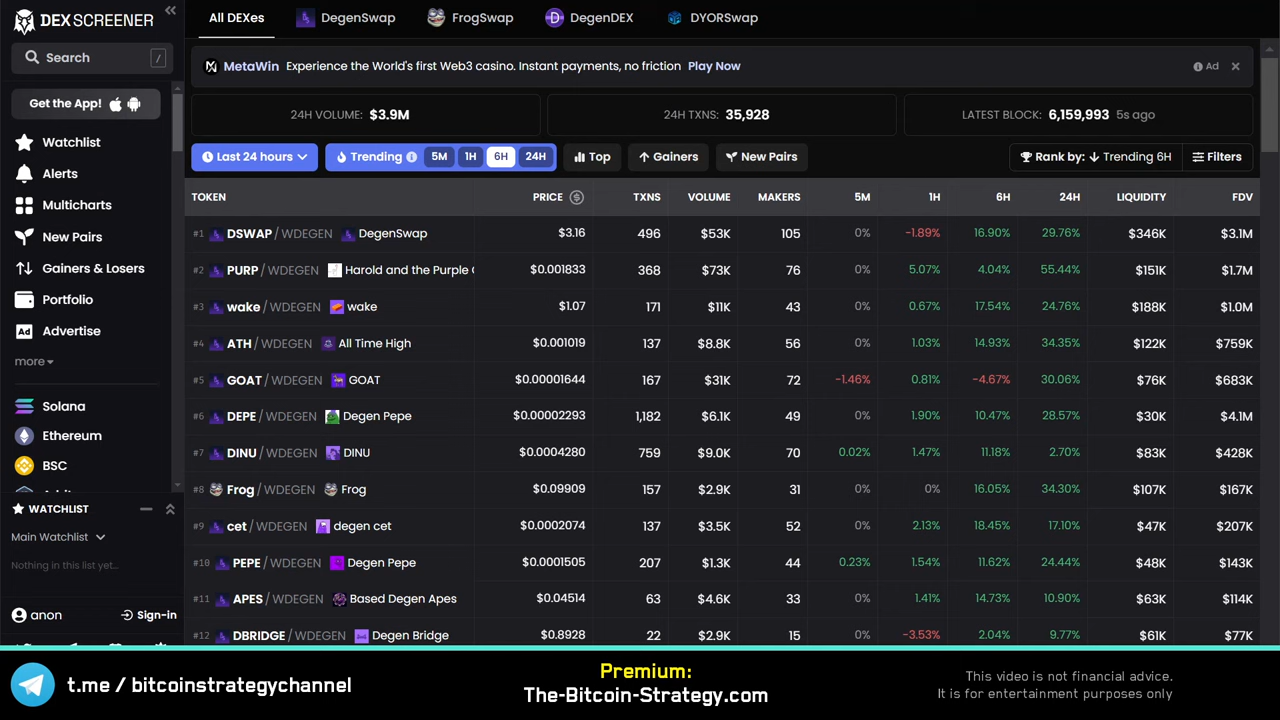 DEX SCREENER
All DEXes DegenSwap FrogSwap DegenDEX DYORSwap
Search /
MetaWin Experience the World's first Web3 casino. Instant payments, no friction Play Now Ad
Get the App!
24H VOLUME: $3.9M 24H TXNS: 35,928 LATEST BLOCK: 6,159,993 5s ago
Watchlist
Alerts
Multicharts
New Pairs
Gainers & Losers
Portfolio
Ad Advertise
more
Solana
Ethereum
BSC
WATCHLIST
Main Watchlist
Nothing in this list yet...
anon Sign-in
Last 24 hours Trending 5M 1H 6H 24H Top Gainers New Pairs Rank by: Trending 6H Filters
TOKEN PRICE TXNS VOLUME MAKERS 5M 1H 6H 24H LIQUIDITY FDV
#1 DSWAP / WDEGEN DegenSwap $3.16 496 $53K 105 0% -1.89% 16.90% 29.76% $346K $3.1M
#2 PURP / WDEGEN Harold and the Purple $0.001833 368 $73K 76 0% 5.07% 4.04% 55.44% $151K $1.7M
#3 wake / WDEGEN wake $1.07 171 $11K 43 0% 0.67% 17.54% 24.76% $188K $1.0M
#4 ATH / WDEGEN All Time High $0.001019 137 $8.8K 56 0% 1.03% 14.93% 34.35% $122K $759K
#5 GOAT / WDEGEN GOAT $0.00001644 167 $31K 72 -1.46% 0.81% -4.67% 30.06% $76K $683K
#6 DEPE / WDEGEN Degen Pepe $0.00002293 1,182 $6.1K 49 0% 1.90% 10.47% 28.57% $30K $4.1M
#7 DINU / WDEGEN DINU $0.0004280 759 $9.0K 70 0.02% 1.47% 11.18% 2.70% $83K $428K
#8 Frog / WDEGEN Frog $0.09909 157 $2.9K 31 0% 0% 16.05% 34.30% $107K $167K
#9 cet / WDEGEN degen cet $0.0002074 137 $3.5K 52 0% 2.13% 18.45% 17.10% $47K $207K
#10 PEPE / WDEGEN Degen Pepe $0.0001505 207 $1.3K 44 0.23% 1.54% 11.62% 24.44% $48K $143K
#11 APES / WDEGEN Based Degen Apes $0.04514 63 $4.6K 33 0% 1.41% 14.73% 10.90% $63K $114K
#12 DBRIDGE / WDEGEN Degen Bridge $0.8928 22 $2.9K 15 0% -3.53% 2.04% 9.77% $61K $77K
t.me / bitcoinstrategychannel
Premium:
The-Bitcoin-Strategy.com
This video is not financial advice.
It is for entertainment purposes only